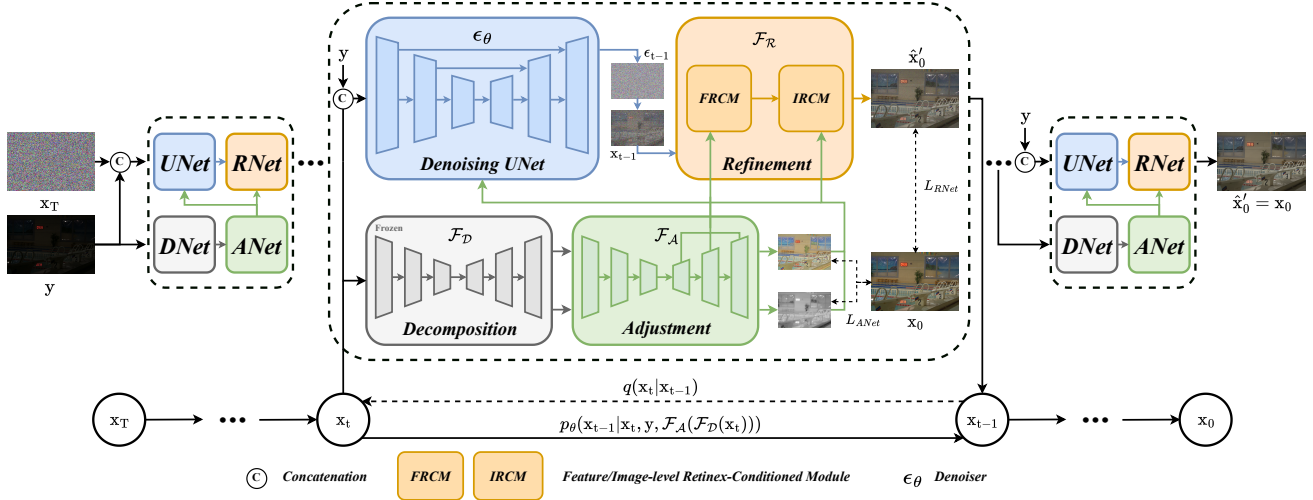 x_T
y
C
UNet
RNet
DNet
ANet
•••
y
C
ϵ_θ
Denoising UNet
ϵ_{t−1}
x_{t−1}
F_R
FRCM
IRCM
Refinement
x̂′_0
L_{RNet}
Frozen
F_D
Decomposition
F_A
Adjustment
L_{ANet}
x_0
•••
y
C
UNet
RNet
DNet
ANet
x̂′_0 = x_0
x_T
•••
x_t
q(x_t|x_{t−1})
p_θ(x_{t−1}|x_t, y, F_A(F_D(x_t)))
x_{t−1}
•••
x_0
C Concatenation
FRCM IRCM Feature/Image-level Retinex-Conditioned Module
ϵ_θ Denoiser